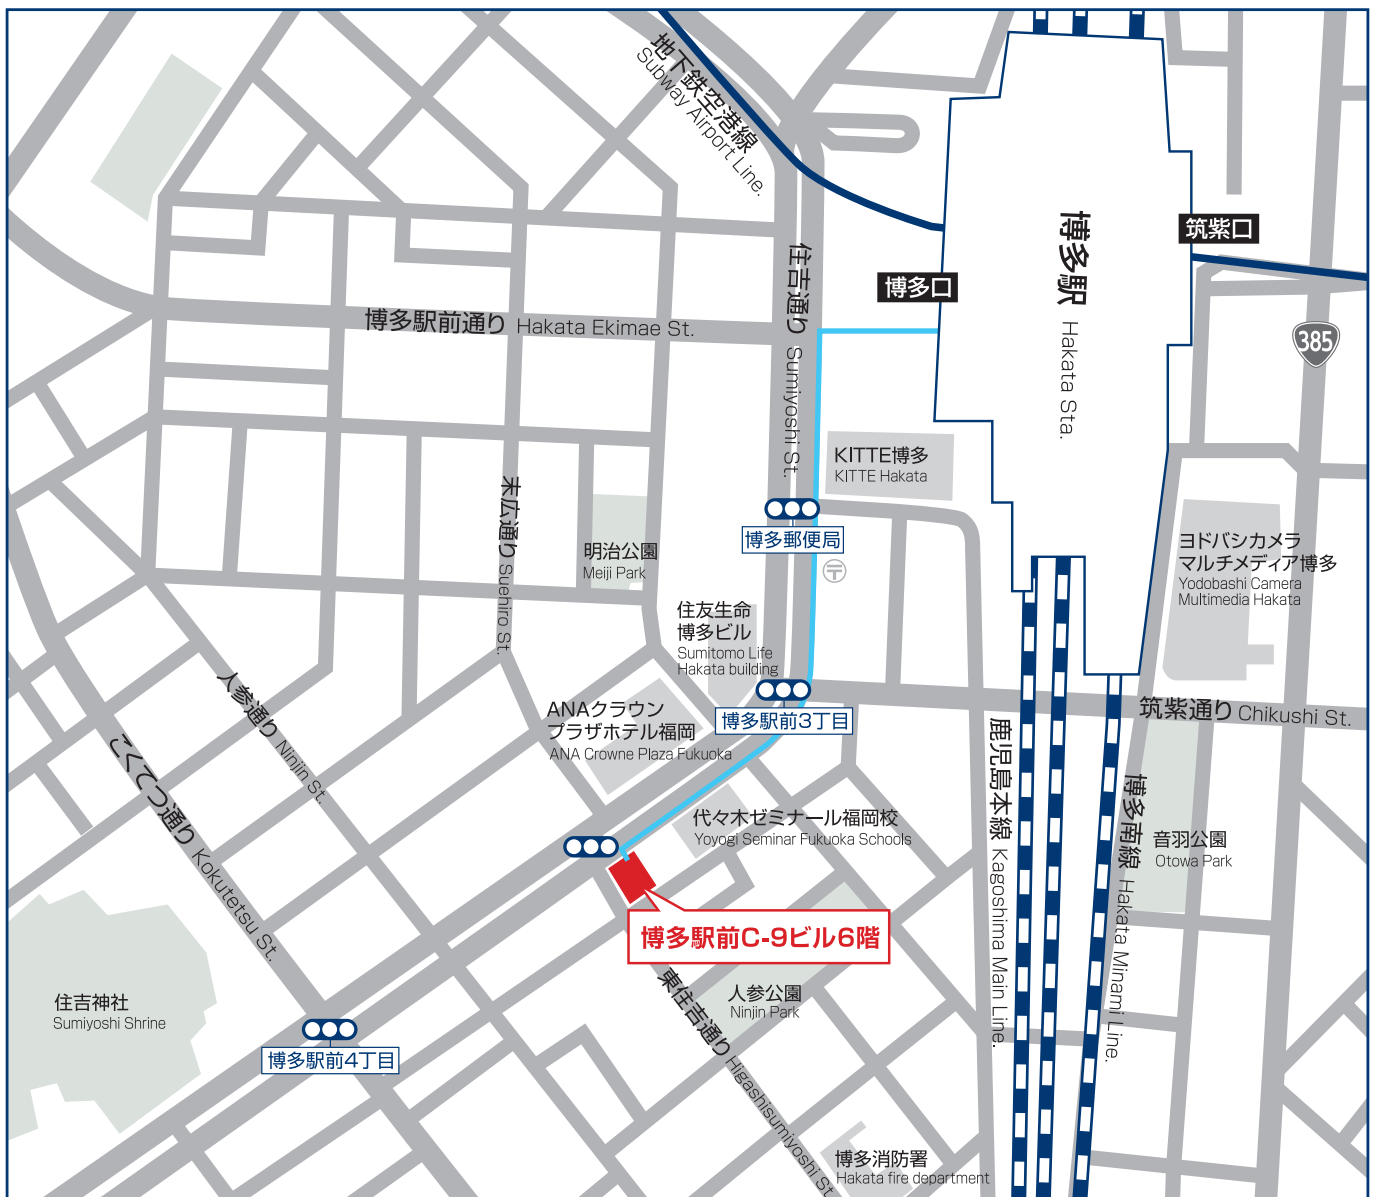 地下鉄空港線
Subway Airport Line.
博多駅
Hakata Sta.
筑紫口
博多口
住吉通り Sumiyoshi St.
博多駅前通り Hakata Ekimae St.
385
KITTE博多
KITTE Hakata
末広通り Suehiro St.
博多郵便局
〒
明治公園
Meiji Park
ヨドバシカメラ
マルチメディア博多
Yodobashi Camera
Multimedia Hakata
住友生命
博多ビル
Sumitomo Life
Hakata building
人参通り Ninjin St.
ANAクラウン
プラザホテル福岡
ANA Crowne Plaza Fukuoka
博多駅前3丁目
筑紫通り Chikushi St.
こくてつ通り Kokutetsu St.
鹿児島本線 Kagoshima Main Line.
博多南線 Hakata Minami Line.
代々木ゼミナール福岡校
Yoyogi Seminar Fukuoka Schools
音羽公園
Otowa Park
博多駅前C-9ビル6階
住吉神社
Sumiyoshi Shrine
人参公園
Ninjin Park
東住吉通り Higashisumiyoshi St.
博多駅前4丁目
博多消防署
Hakata fire department